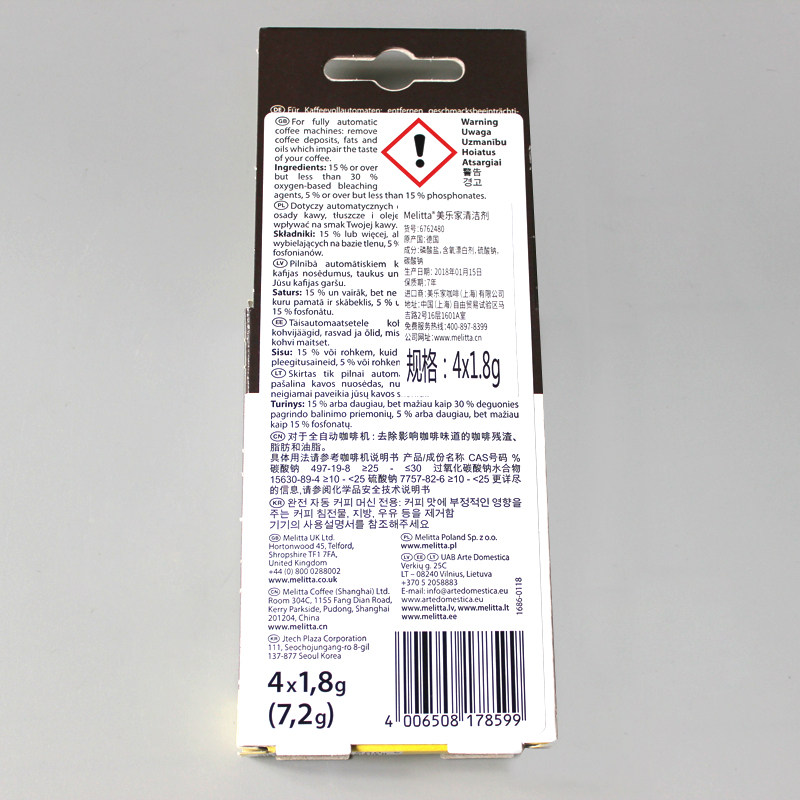 DE Für Kaffeevollautomaten: entfernen geschmacksbeeinträchti-
GB For fully automatic
coffee machines: remove
coffee deposits, fats and
oils which impair the taste
of your coffee.
Ingredients: 15 % or over
but less than 30 %
oxygen-based bleaching
agents, 5 % or over but less than 15 % phosphonates.
Warning
Uwaga
Uzmanību
Hoiatus
Atsargiai
警告
경고
PL Dotyczy automatycznych
osady kawy, tłuszcze i oleje
wpływać na smak Twojej kawy.
Składniki: 15 % lub więcej, al
wybielających na bazie tlenu, 5 %
fosfonianów.
LV Pilnībā automātiskiem k
kafijas nosēdumus, taukus un
Jūsu kafijas garšu.
Saturs: 15 % un vairāk, bet ne
kuru pamatā ir skābeklis, 5 % u
15 % fosfonātu.
EE Täisautomaatsetele kol
kohvijäägid, rasvad ja õlid, mis
kohvi maitset.
Sisu: 15 % või rohkem, kuid
pleegitusaineid, 5 % või rohkem
LT Skirtas tik pilnai autom
pašalina kavos nuosėdas, nu
neigiamai paveikia jūsų kavos s
Turinys: 15 % arba daugiau, bet mažiau kaip 30 % deguonies
pagrindo balinimo priemonių, 5 % arba daugiau, bet mažiau
kaip 15 % fosfonatų.
Melitta® 美乐家清洁剂
货号:6762480
原产国:德国
成分:磷酸盐,含氧漂白剂,硫酸钠,
碳酸钠
生产日期:2018年01月15日
保质期:7年
进口商:美乐家咖啡(上海)有限公司
地址:中国(上海)自由贸易试验区马
吉路2号16层1601A室
免费服务热线:400-897-8399
公司网址:www.melitta.cn
规格:4x1.8g
CN 对于全自动咖啡机:去除影响咖啡味道的咖啡残渣、
脂肪和油脂。
具体用法请参考咖啡机说明书 产品/成份名称 CAS号码 %
碳酸钠 497-19-8 ≥25 - ≤30 过氧化碳酸钠水合物
15630-89-4 ≥10 - <25 硫酸钠 7757-82-6 ≥10 - <25 更详尽
的信息,请参阅化学品安全技术说明书
KR 완전 자동 커피 머신 전용: 커피 맛에 부정적인 영향을
주는 커피 침전물, 지방, 우유 등을 제거함
기기의 사용설명서를 참조해주세요
GB Melitta UK Ltd.
Hortonwood 45, Telford,
Shropshire TF1 7FA,
United Kingdom
+44 (0) 800 0288002
www.melitta.co.uk
CN Melitta Coffee (Shanghai) Ltd.
Room 304C, 1155 Fang Dian Road,
Kerry Parkside, Pudong, Shanghai
201204, China
www.melitta.cn
KR Jtech Plaza Corporation
111, Seochojungang-ro 8-gil
137-877 Seoul Korea
PL Melitta Poland Sp. z o.o.
www.melitta.pl
LV EE LT UAB Arte Domestica
Verkių g. 25C
LT – 08240 Vilnius, Lietuva
+370 5 2058883
E-mail: info@artedomestica.eu
www.artedomestica.eu
www.melitta.lv, www.melitta.lt
www.melitta.ee
1686-0118
4 x 1,8g
(7,2g)
4 006508 178599